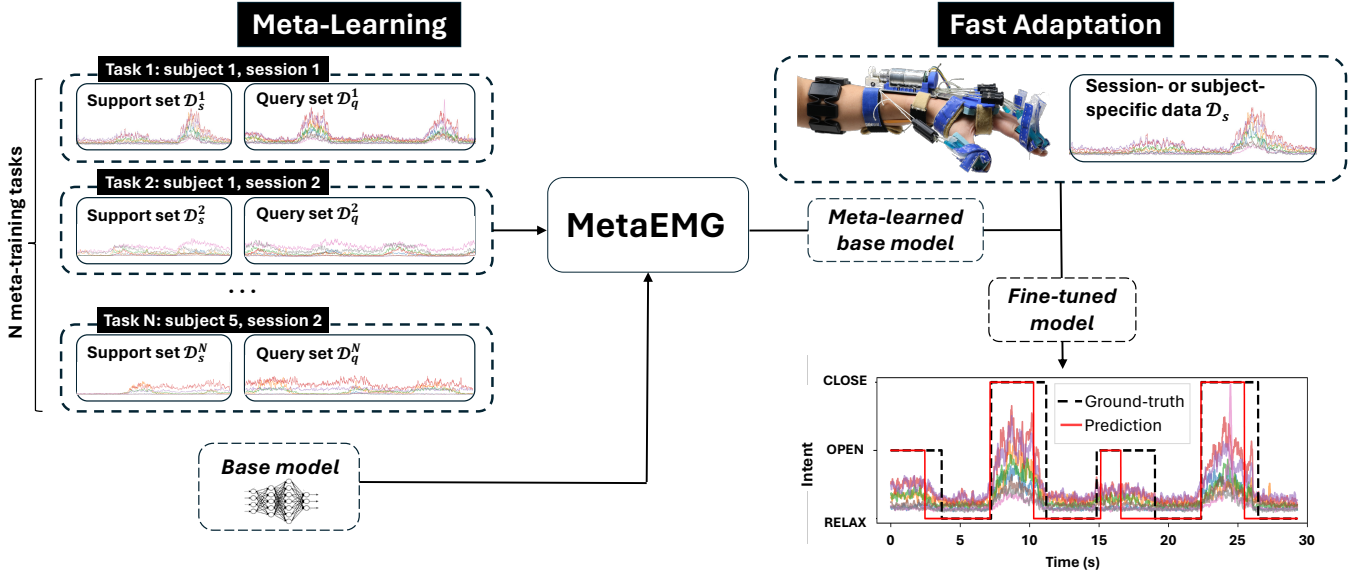 Meta-Learning
N meta-training tasks
Task 1: subject 1, session 1
Support set 𝒟ₛ¹
Query set 𝒟_q¹
Task 2: subject 1, session 2
Support set 𝒟ₛ²
Query set 𝒟_q²
...
Task N: subject 5, session 2
Support set 𝒟ₛᴺ
Query set 𝒟_qᴺ
Base model
MetaEMG
Fast Adaptation
Session- or subject-
specific data 𝒟ₛ
Meta-learned
base model
Fine-tuned
model
Intent
CLOSE
OPEN
RELAX
Ground-truth
Prediction
0 5 10 15 20 25 30
Time (s)